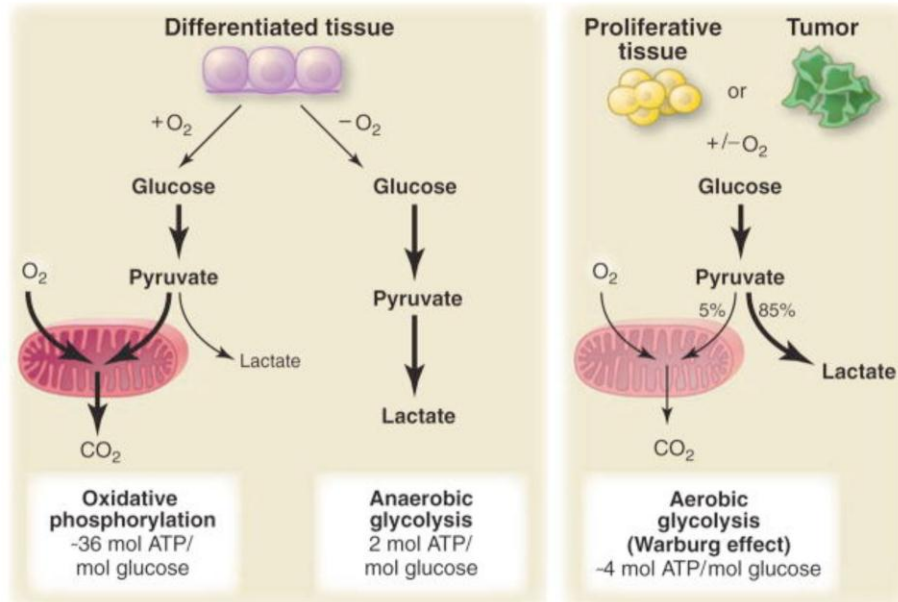 Differentiated tissue
+O₂
−O₂
Glucose
Glucose
O₂
Pyruvate
Pyruvate
Lactate
Lactate
CO₂
Oxidative
phosphorylation
~36 mol ATP/
mol glucose
Anaerobic
glycolysis
2 mol ATP/
mol glucose
Proliferative
tissue
or
Tumor
+/−O₂
Glucose
O₂
Pyruvate
5%
85%
Lactate
CO₂
Aerobic
glycolysis
(Warburg effect)
~4 mol ATP/mol glucose